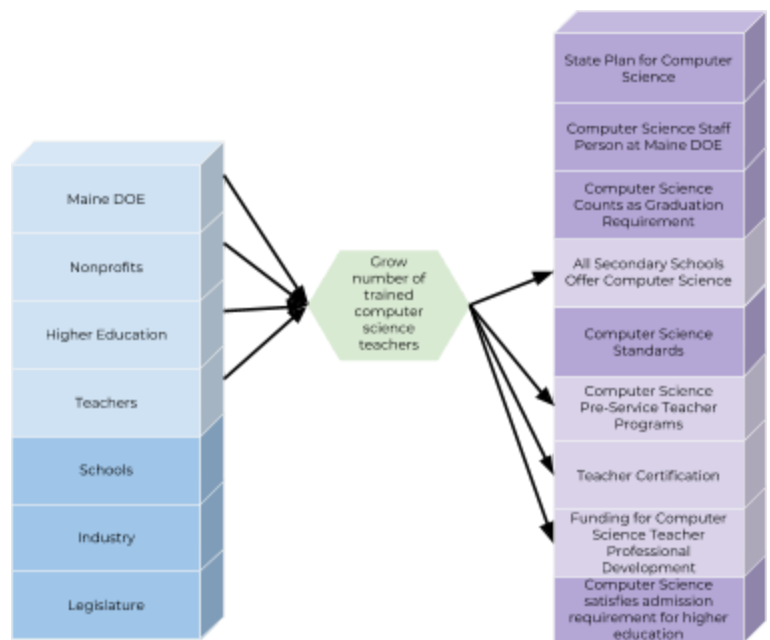 Maine DOE
Nonprofits
Higher Education
Teachers
Schools
Industry
Legislature
Grow
number of
trained
computer
science
teachers
State Plan for Computer
Science
Computer Science Staff
Person at Maine DOE
Computer Science
Counts as Graduation
Requirement
All Secondary Schools
Offer Computer Science
Computer Science
Standards
Computer Science
Pre-Service Teacher
Programs
Teacher Certification
Funding for Computer
Science Teacher
Professional
Development
Computer Science
satisfies admission
requirement for higher
education